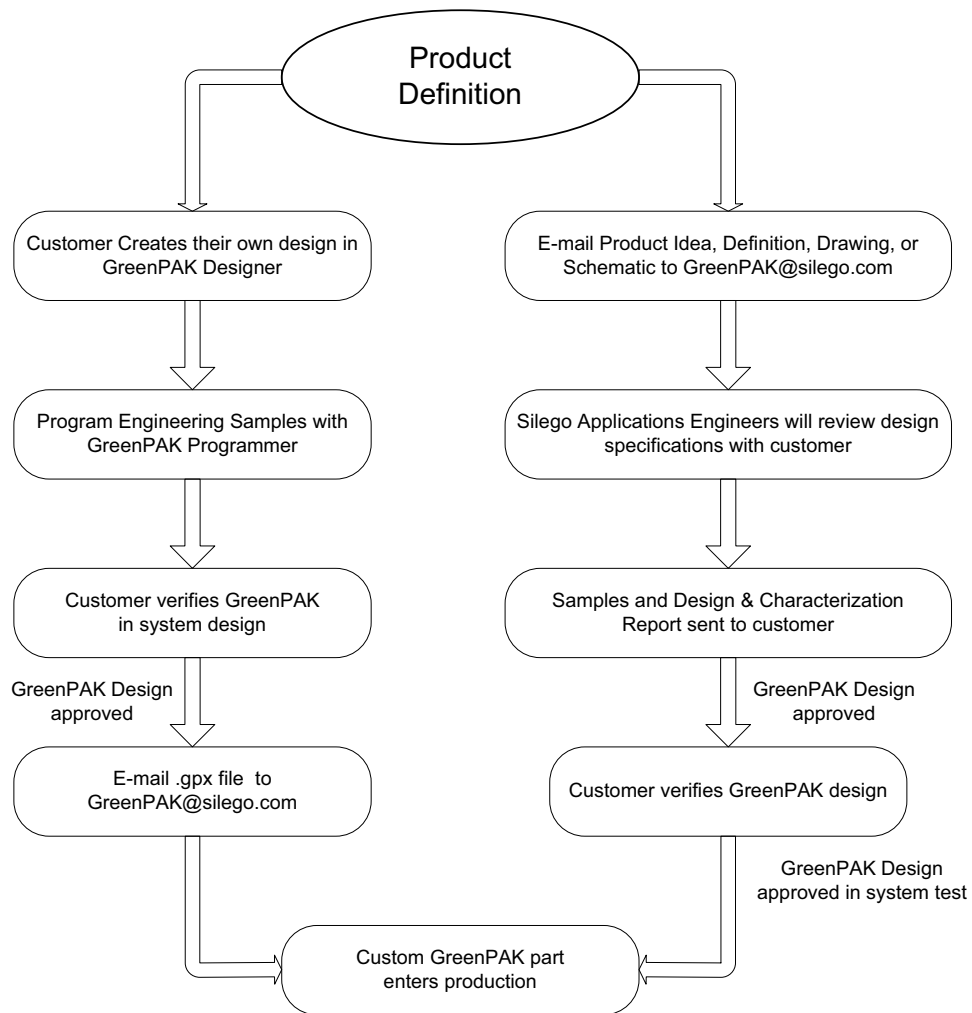 Product
Definition
Customer Creates their own design in
GreenPAK Designer
E-mail Product Idea, Definition, Drawing, or
Schematic to GreenPAK@silego.com
Program Engineering Samples with
GreenPAK Programmer
Silego Applications Engineers will review design
specifications with customer
Customer verifies GreenPAK
in system design
Samples and Design & Characterization
Report sent to customer
GreenPAK Design
approved
GreenPAK Design
approved
E-mail .gpx file to
GreenPAK@silego.com
Customer verifies GreenPAK design
GreenPAK Design
approved in system test
Custom GreenPAK part
enters production